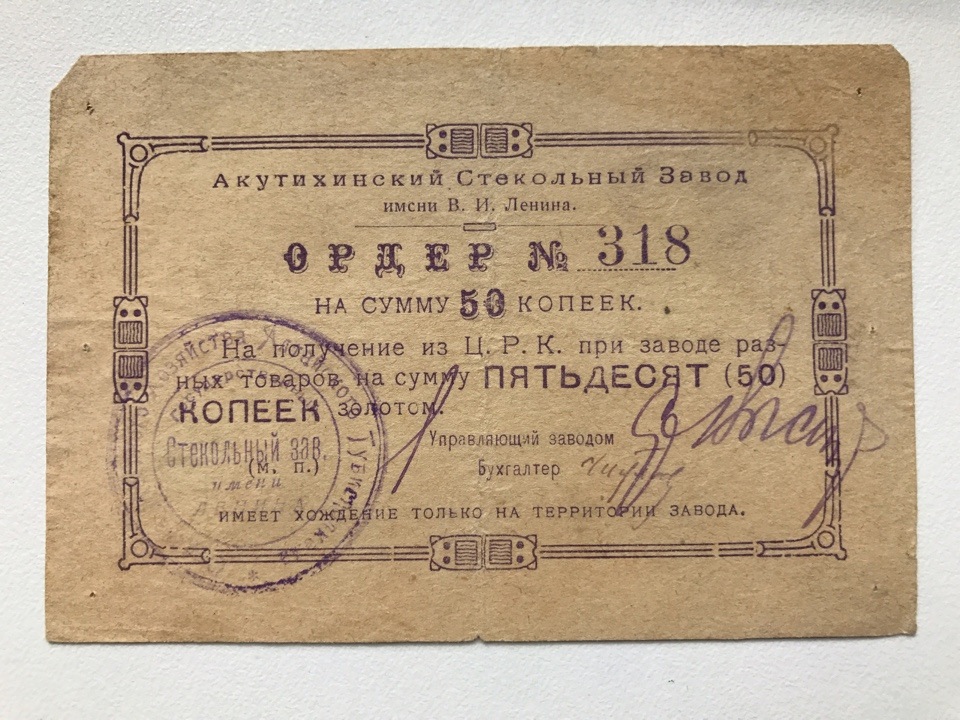 Акутихинский Стекольный Завод
имени В. И. Ленина.
ОРДЕР № 318
НА СУММУ 50 КОПЕЕК.
На получение из Ц. Р. К. при заводе раз-
ных товаров на сумму ПЯТЬДЕСЯТ (50)
КОПЕЕК золотом.
Управляющий заводом
Бухгалтер
(М. П.)
ИМЕЕТ ХОЖДЕНИЕ ТОЛЬКО НА ТЕРРИТОРИИ ЗАВОДА.
Стекольный зав.
имени